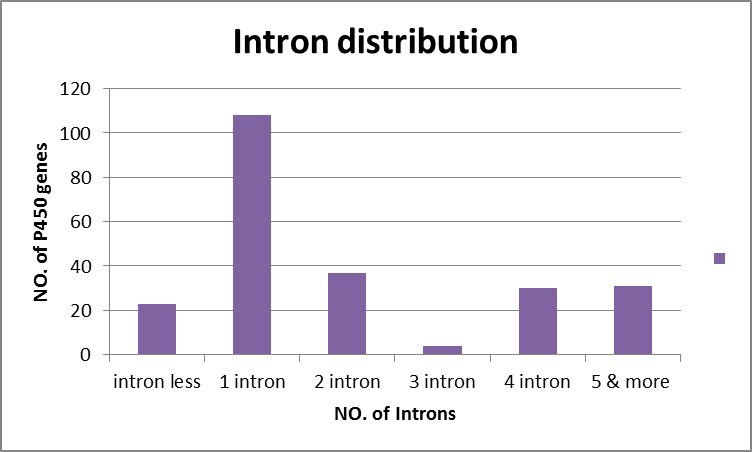 Intron distribution
120
100
80
60
40
20
0
NO. of P450 genes
intron less 1 intron 2 intron 3 intron 4 intron 5 & more
NO. of Introns